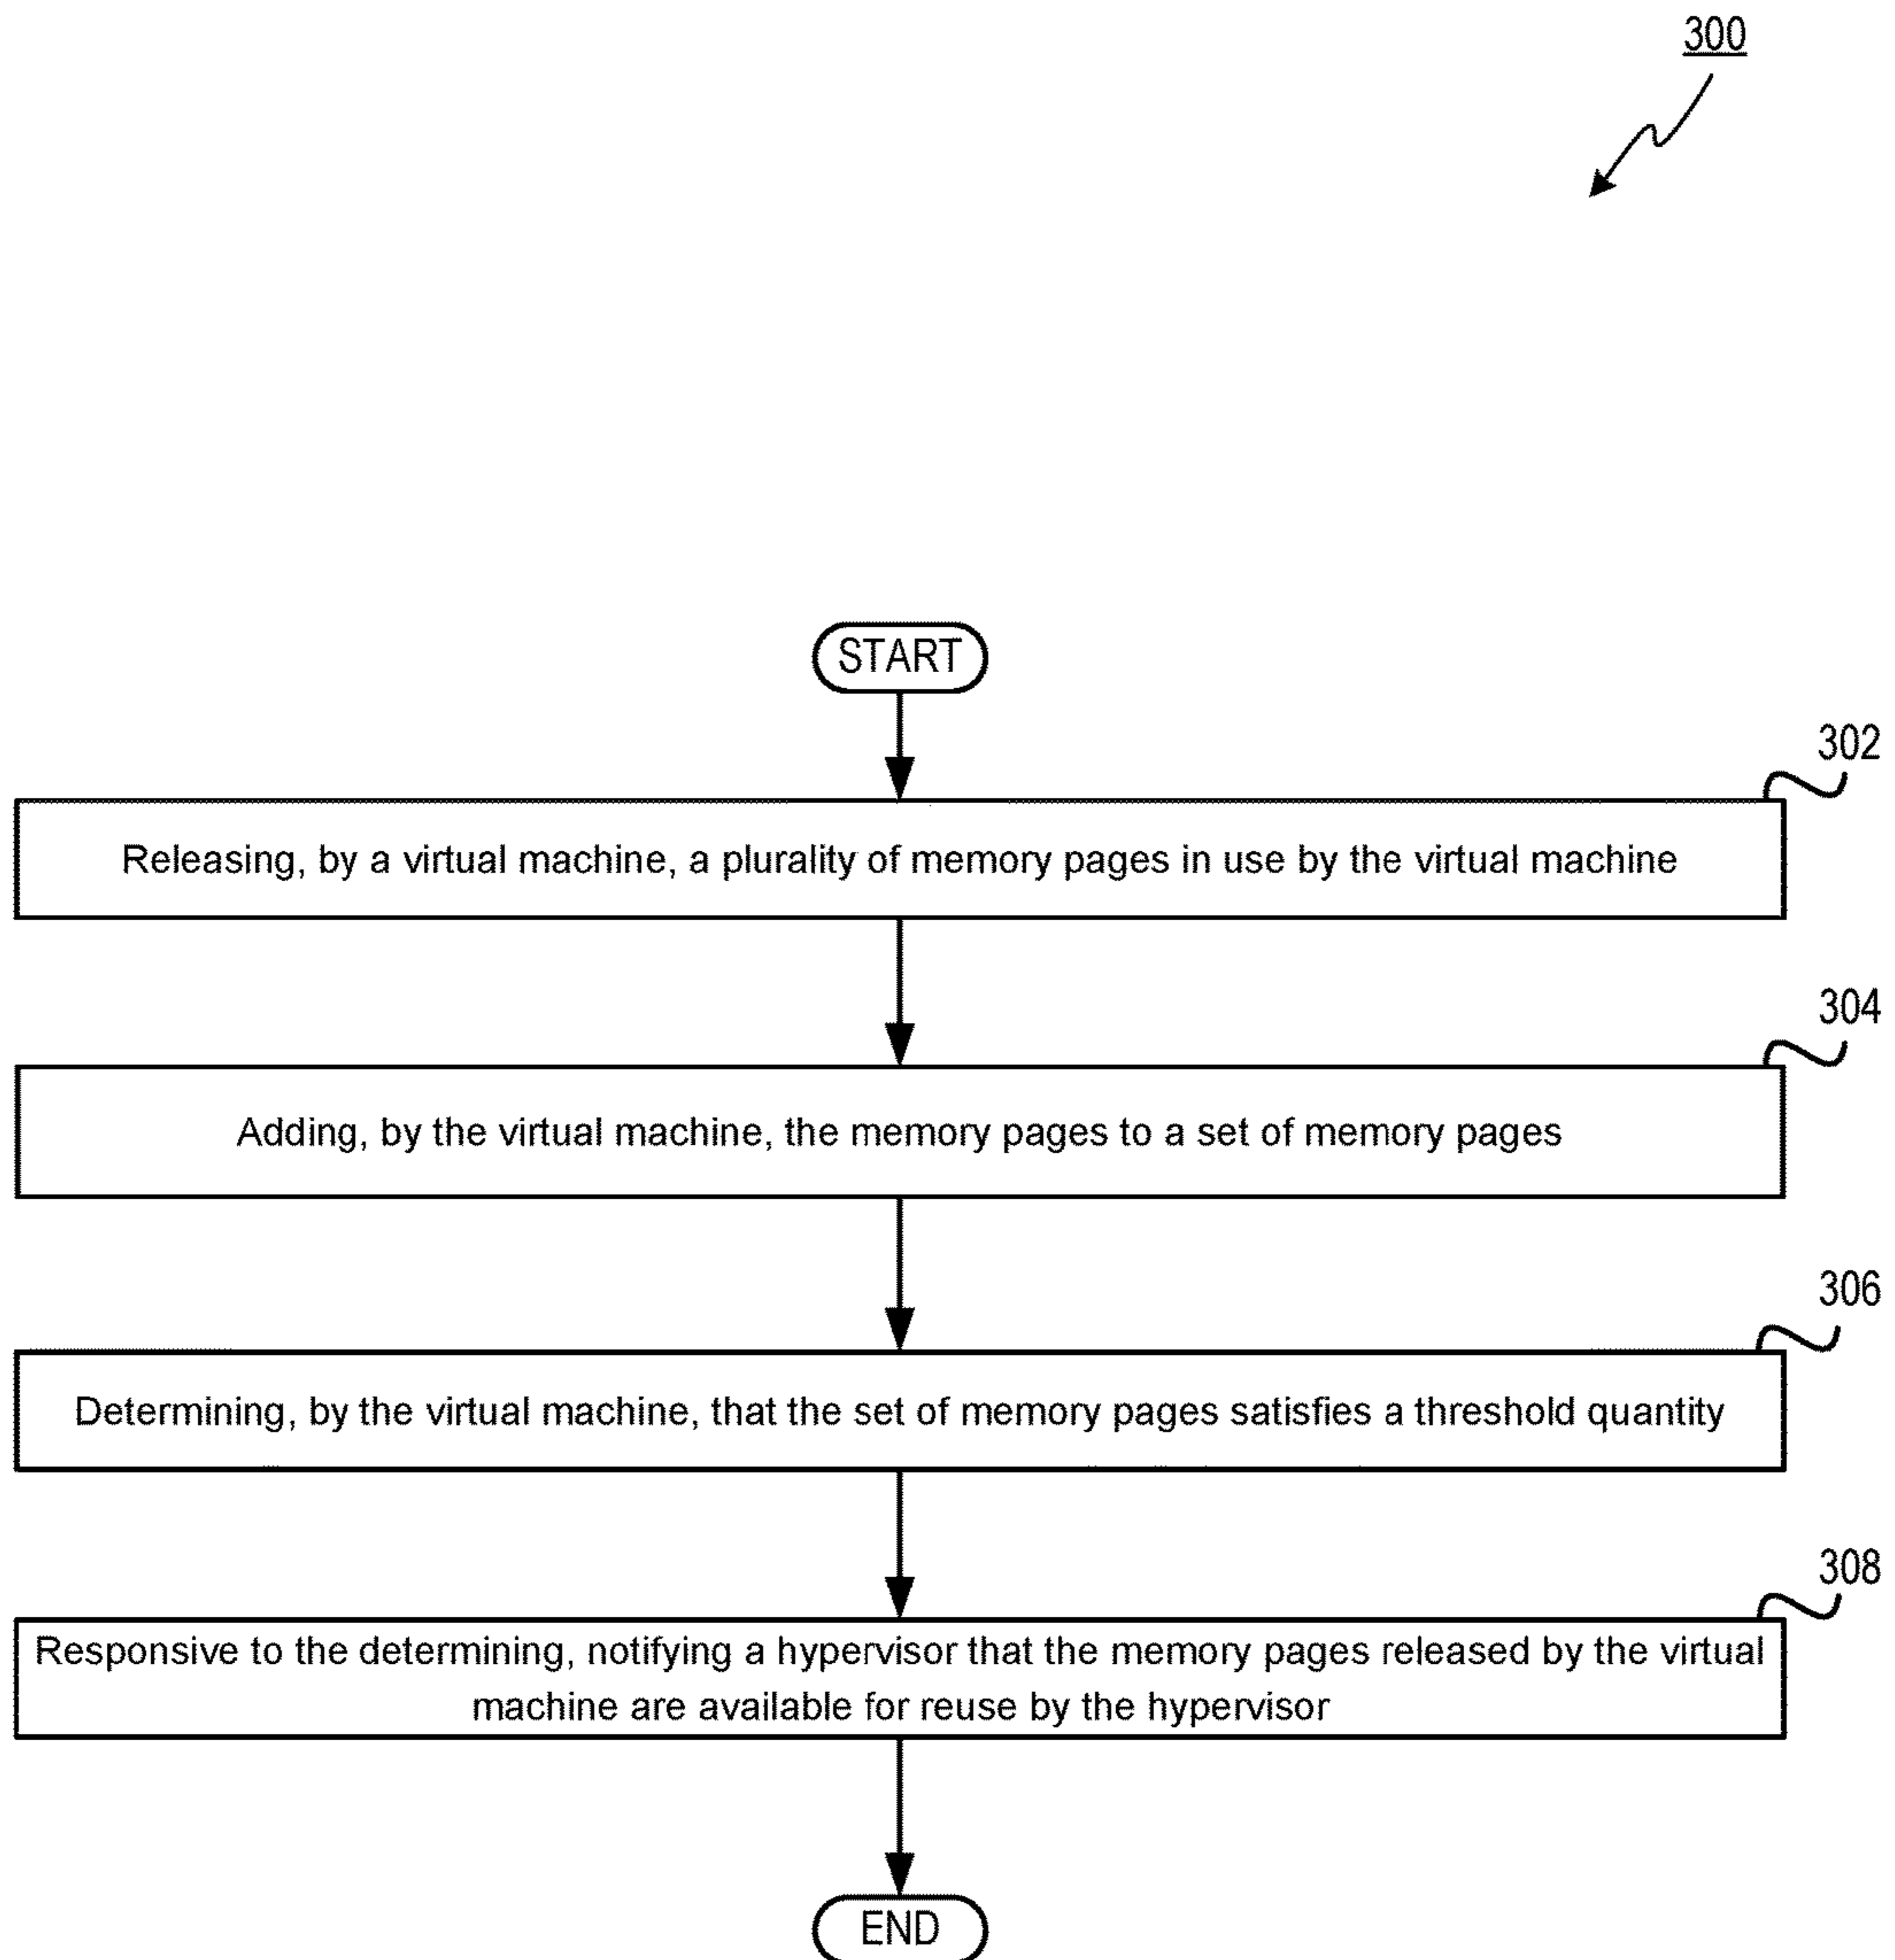 300
START
302
Releasing, by a virtual machine, a plurality of memory pages in use by the virtual machine
304
Adding, by the virtual machine, the memory pages to a set of memory pages
306
Determining, by the virtual machine, that the set of memory pages satisfies a threshold quantity
308
Responsive to the determining, notifying a hypervisor that the memory pages released by the virtual
machine are available for reuse by the hypervisor
END